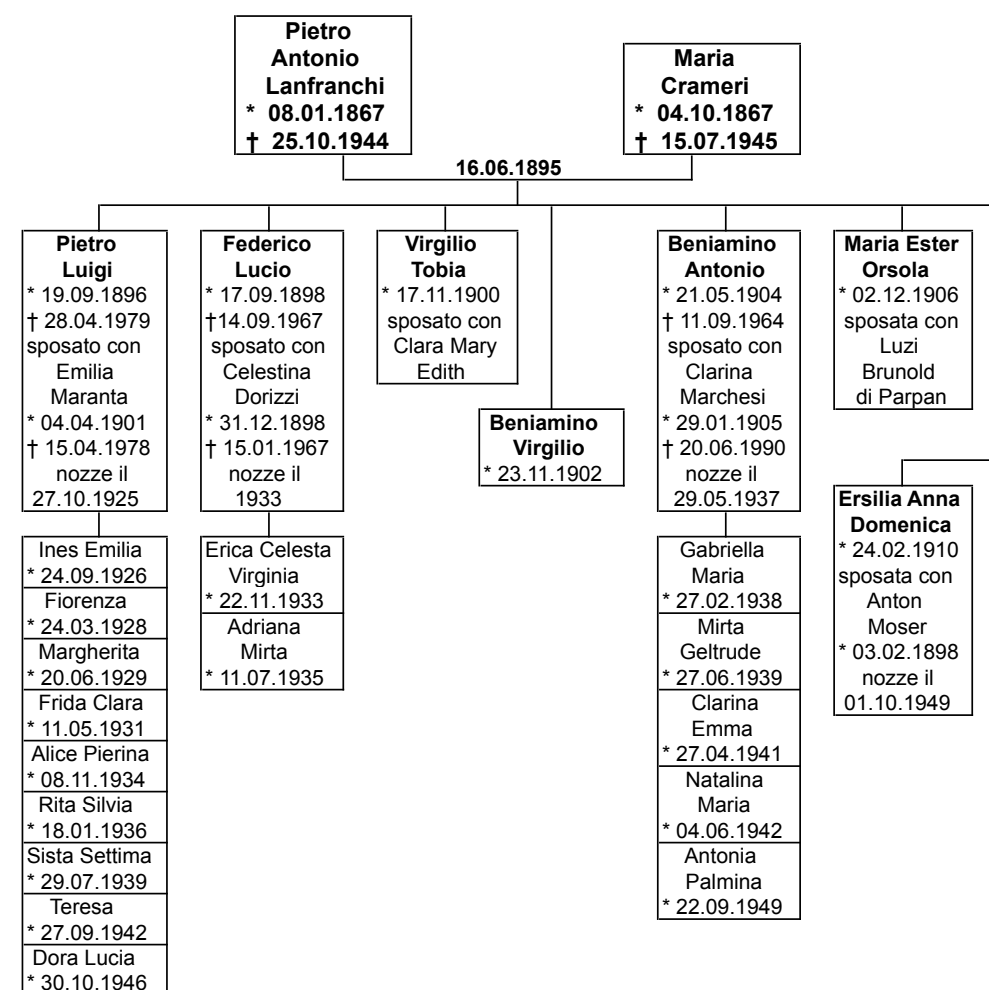 Pietro
Antonio
Lanfranchi
* 08.01.1867
† 25.10.1944
Maria
Crameri
* 04.10.1867
† 15.07.1945
16.06.1895
Pietro
Luigi
* 19.09.1896
† 28.04.1979
sposato con
Emilia
Maranta
* 04.04.1901
† 15.04.1978
nozze il
27.10.1925
Ines Emilia
* 24.09.1926
Fiorenza
* 24.03.1928
Margherita
* 20.06.1929
Frida Clara
* 11.05.1931
Alice Pierina
* 08.11.1934
Rita Silvia
* 18.01.1936
Sista Settima
* 29.07.1939
Teresa
* 27.09.1942
Dora Lucia
* 30.10.1946
Federico
Lucio
* 17.09.1898
†14.09.1967
sposato con
Celestina
Dorizzi
* 31.12.1898
† 15.01.1967
nozze il
1933
Erica Celesta
Virginia
* 22.11.1933
Adriana
Mirta
* 11.07.1935
Virgilio
Tobia
* 17.11.1900
sposato con
Clara Mary
Edith
Beniamino
Virgilio
* 23.11.1902
Beniamino
Antonio
* 21.05.1904
† 11.09.1964
sposato con
Clarina
Marchesi
* 29.01.1905
† 20.06.1990
nozze il
29.05.1937
Gabriella
Maria
* 27.02.1938
Mirta
Geltrude
* 27.06.1939
Clarina
Emma
* 27.04.1941
Natalina
Maria
* 04.06.1942
Antonia
Palmina
* 22.09.1949
Maria Ester
Orsola
* 02.12.1906
sposata con
Luzi
Brunold
di Parpan
Ersilia Anna
Domenica
* 24.02.1910
sposata con
Anton
Moser
* 03.02.1898
nozze il
01.10.1949